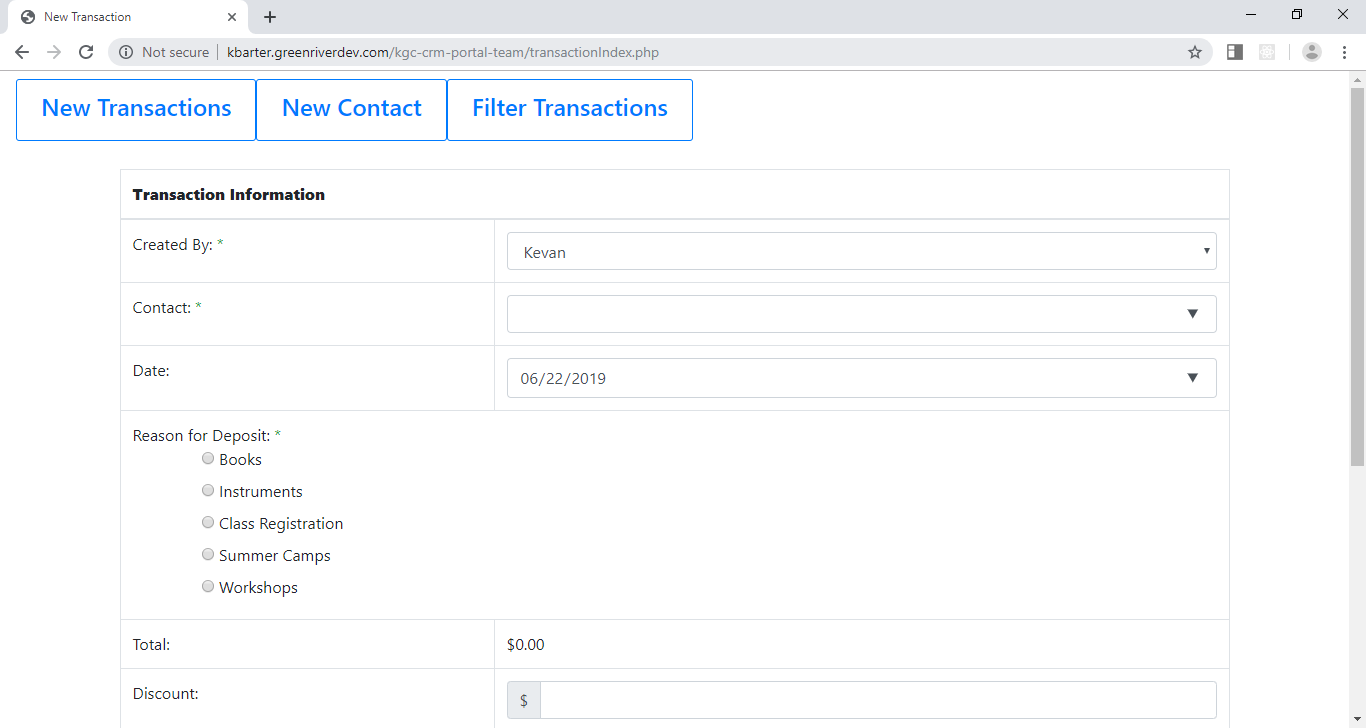 New Transaction
Not secure kbarter.greenriverdev.com/kgc-crm-portal-team/transactionIndex.php
New Transactions New Contact Filter Transactions
Transaction Information
Created By: * Kevan
Contact: *
Date: 06/22/2019
Reason for Deposit: *
Books
Instruments
Class Registration
Summer Camps
Workshops
Total: $0.00
Discount: $